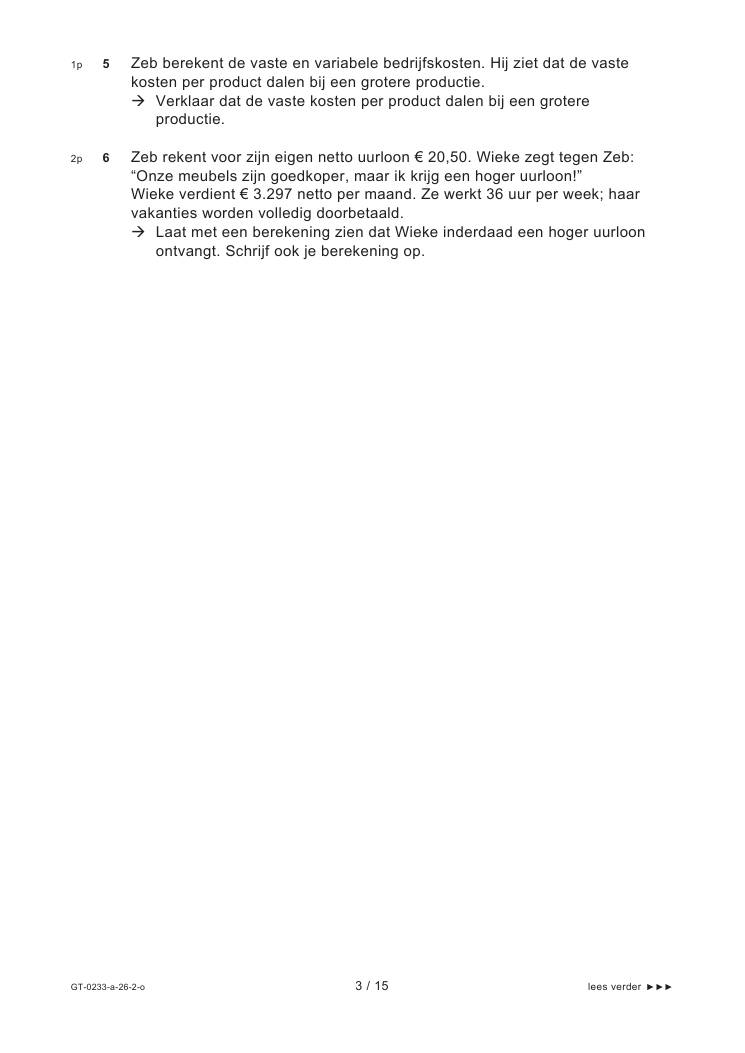 1p 5 Zeb berekent de vaste en variabele bedrijfskosten. Hij ziet dat de vaste
kosten per product dalen bij een grotere productie.
→ Verklaar dat de vaste kosten per product dalen bij een grotere
productie.
2p 6 Zeb rekent voor zijn eigen netto uurloon € 20,50. Wieke zegt tegen Zeb:
“Onze meubels zijn goedkoper, maar ik krijg een hoger uurloon!”
Wieke verdient € 3.297 netto per maand. Ze werkt 36 uur per week; haar
vakanties worden volledig doorbetaald.
→ Laat met een berekening zien dat Wieke inderdaad een hoger uurloon
ontvangt. Schrijf ook je berekening op.
GT-0233-a-26-2-o 3 / 15 lees verder ►►►